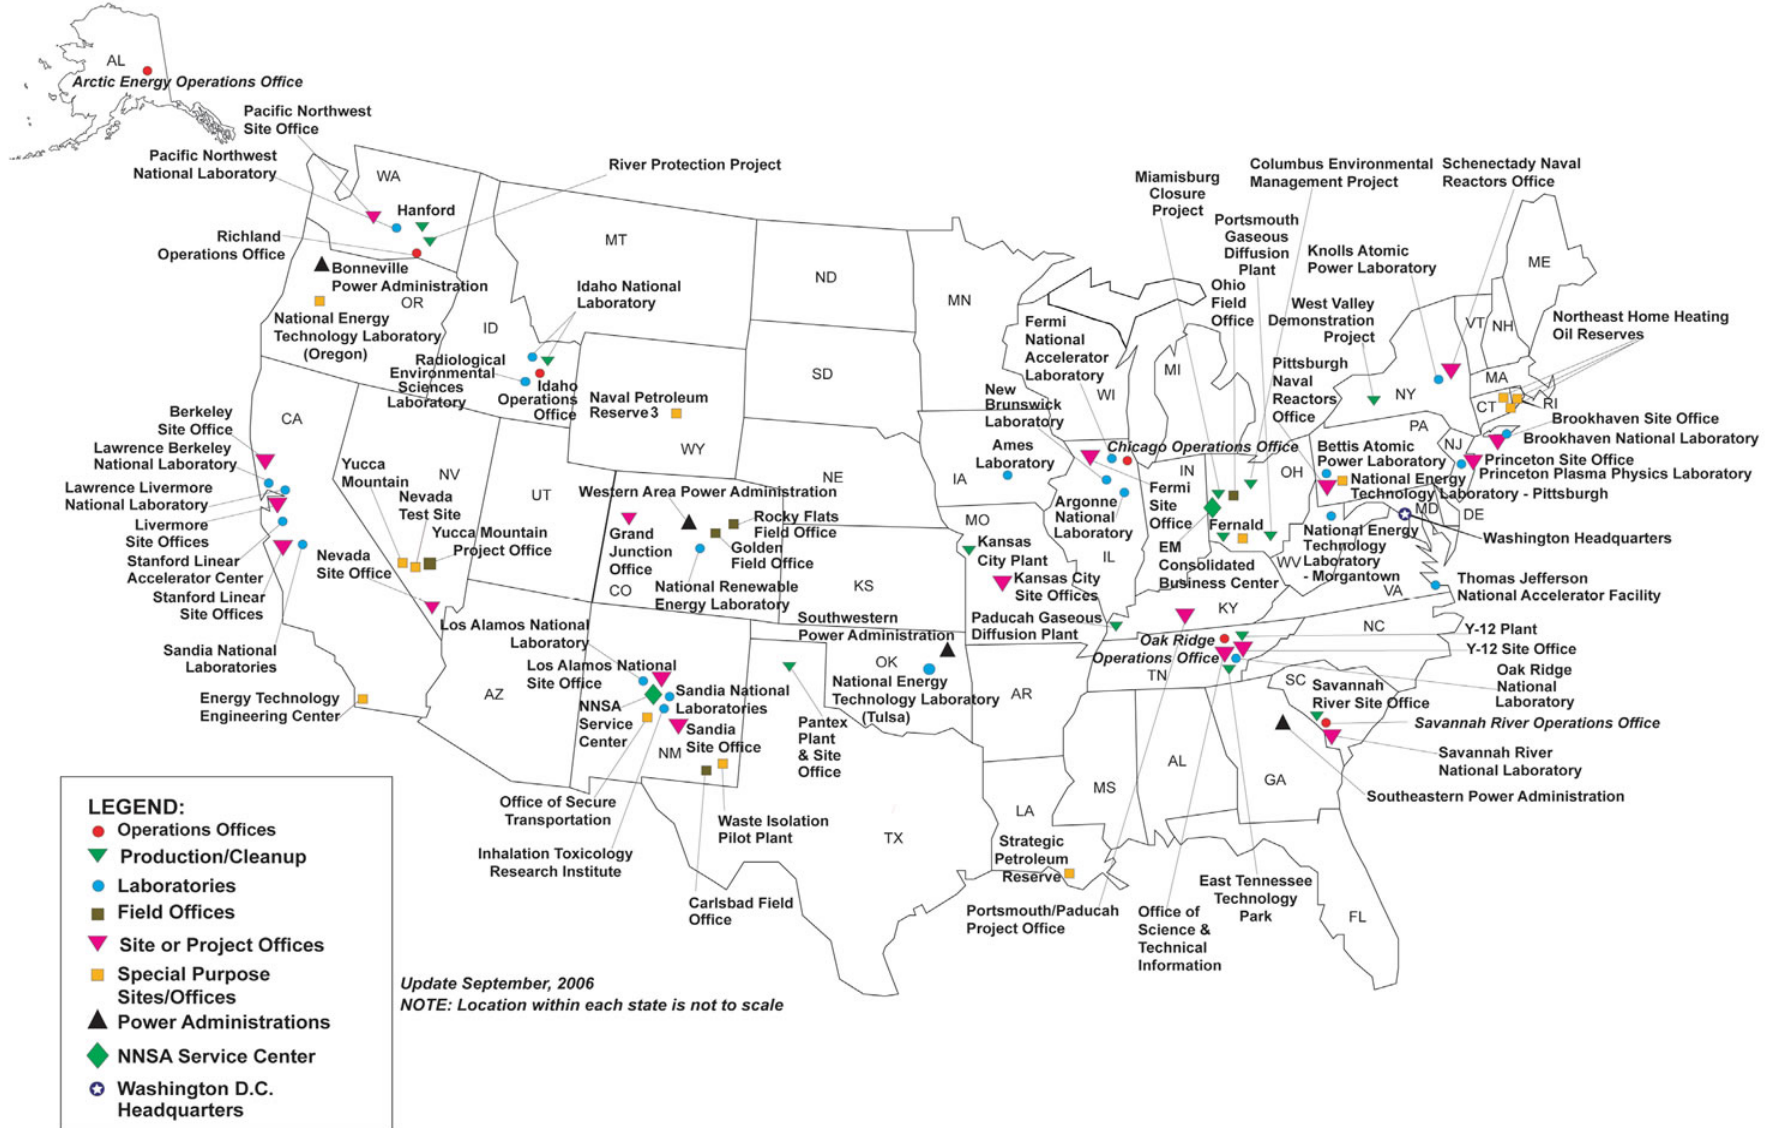 AL
Arctic Energy Operations Office
Pacific Northwest
Site Office
Pacific Northwest
National Laboratory
WA
Hanford
River Protection Project
Richland
Operations Office
Bonneville
Power Administration
OR
National Energy
Technology Laboratory
(Oregon)
ID
Idaho National
Laboratory
Radiological
Environmental
Sciences
Laboratory
Idaho
Operations
Office
MT
ND
MN
SD
Naval Petroleum
Reserve3
WY
NE
CA
Berkeley
Site Office
Lawrence Berkeley
National Laboratory
Lawrence Livermore
National Laboratory
Livermore
Site Offices
Stanford Linear
Accelerator Center
Stanford Linear
Site Offices
Sandia National
Laboratories
Energy Technology
Engineering Center
NV
Yucca
Mountain
Nevada
Test Site
Yucca Mountain
Project Office
Nevada
Site Office
UT
Western Area Power Administration
Grand
Junction
Office
CO
Rocky Flats
Field Office
Golden
Field Office
National Renewable
Energy Laboratory
KS
AZ
Los Alamos National
Laboratory
Los Alamos National
Site Office
NNSA
Service
Center
Sandia National
Laboratories
Sandia
Site Office
NM
Office of Secure
Transportation
Inhalation Toxicology
Research Institute
Waste Isolation
Pilot Plant
Carlsbad Field
Office
Pantex
Plant
& Site
Office
TX
Southwestern
Power Administration
OK
National Energy
Technology Laboratory
(Tulsa)
IA
Ames
Laboratory
MO
Kansas
City Plant
Kansas City
Site Offices
Paducah Gaseous
Diffusion Plant
AR
LA
Strategic
Petroleum
Reserve
MS
AL
GA
FL
WI
MI
Fermi
National
Accelerator
Laboratory
New
Brunswick
Laboratory
Chicago Operations Office
Argonne
National
Laboratory
Fermi
Site
Office
IL
IN
OH
Miamisburg
Closure
Project
Portsmouth
Gaseous
Diffusion
Plant
Ohio
Field
Office
Columbus Environmental
Management Project
Fernald
EM
Consolidated
Business Center
KY
WV
VA
Oak Ridge
Operations Office
TN
NC
SC
Portsmouth/Paducah
Project Office
Office of
Science &
Technical
Information
East Tennessee
Technology
Park
Schenectady Naval
Reactors Office
Knolls Atomic
Power Laboratory
West Valley
Demonstration
Project
Pittsburgh
Naval
Reactors
Office
NY
VT
NH
ME
MA
CT
RI
PA
NJ
MD
DE
Northeast Home Heating
Oil Reserves
Brookhaven Site Office
Brookhaven National Laboratory
Princeton Site Office
Princeton Plasma Physics Laboratory
Bettis Atomic
Power Laboratory
National Energy
Technology Laboratory - Pittsburgh
National Energy
Technology
Laboratory
- Morgantown
Washington Headquarters
Thomas Jefferson
National Accelerator Facility
Y-12 Plant
Y-12 Site Office
Oak Ridge
National
Laboratory
Savannah
River Site Office
Savannah River Operations Office
Savannah River
National Laboratory
Southeastern Power Administration
LEGEND:
Operations Offices
Production/Cleanup
Laboratories
Field Offices
Site or Project Offices
Special Purpose
Sites/Offices
Power Administrations
NNSA Service Center
Washington D.C.
Headquarters
Update September, 2006
NOTE: Location within each state is not to scale